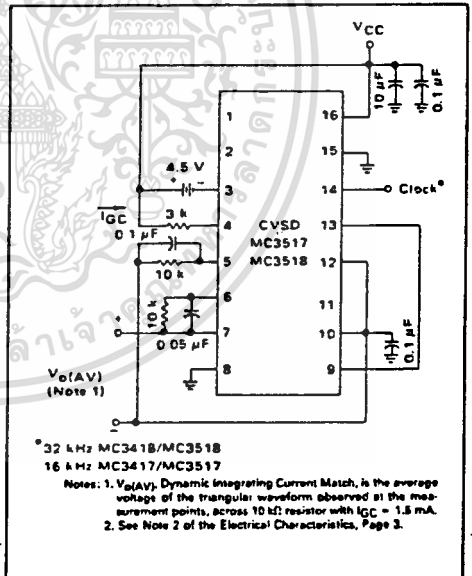 VCC
10 µF
0.1 µF
1
16
2
15
4.5 V
+ −
3
14
Clock*
IGC
3 k
4
CVSD
13
0.1 µF
MC3517
MC3518
5
12
10 k
6
11
10 k
+
7
10
0.05 µF
0.1 µF
8
9
Vo(AV)
(Note 1)
−
*32 kHz MC3418/MC3518
16 kHz MC3417/MC3517
Notes: 1. Vo(AV), Dynamic Integrating Current Match, is the average
voltage of the triangular waveform observed at the mea-
surement points, across 10 kΩ resistor with IGC = 1.5 mA.
2. See Note 2 of the Electrical Characteristics, Page 3.